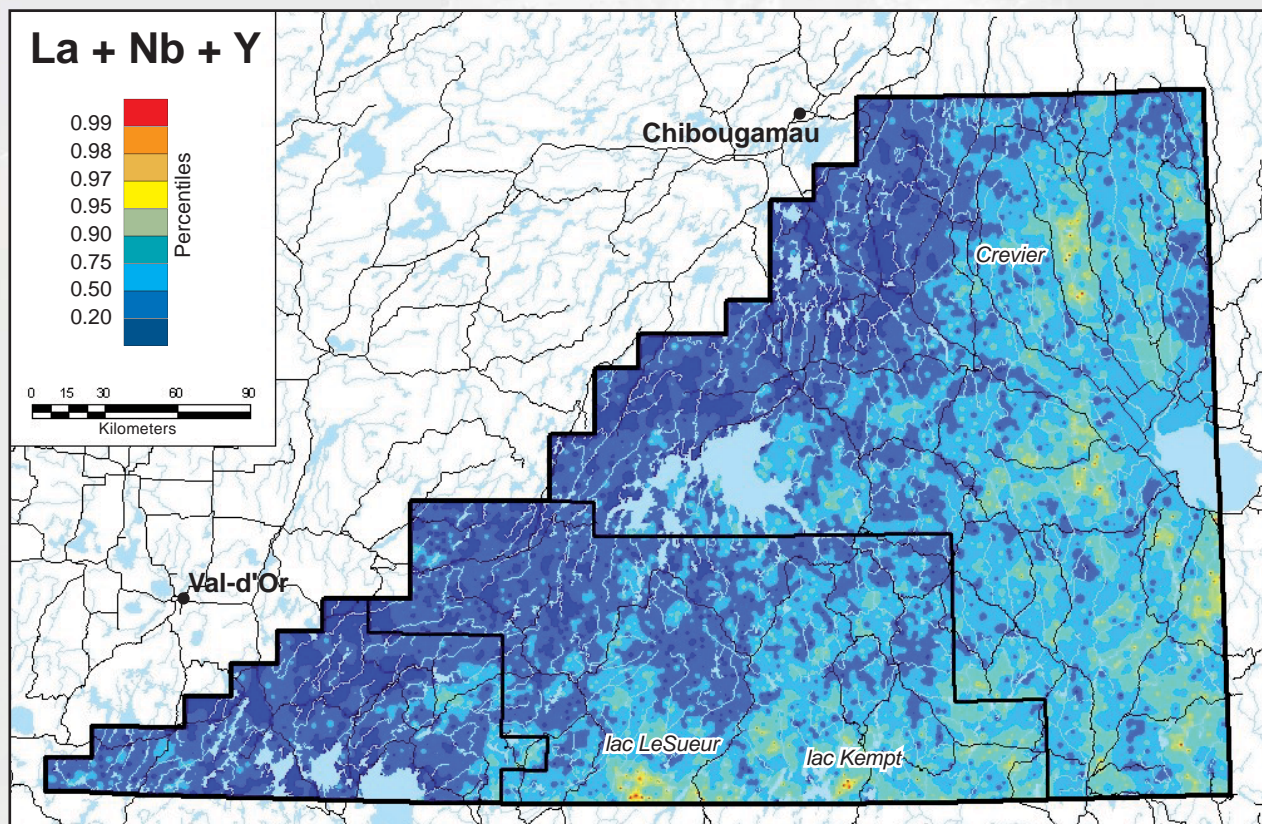 La + Nb + Y
0.99
0.98
0.97
0.95
0.90
0.75
0.50
0.20
Percentiles
0 15 30 60 90
Kilometers
Chibougamau
Crevier
Val-d'Or
lac LeSueur
lac Kempt